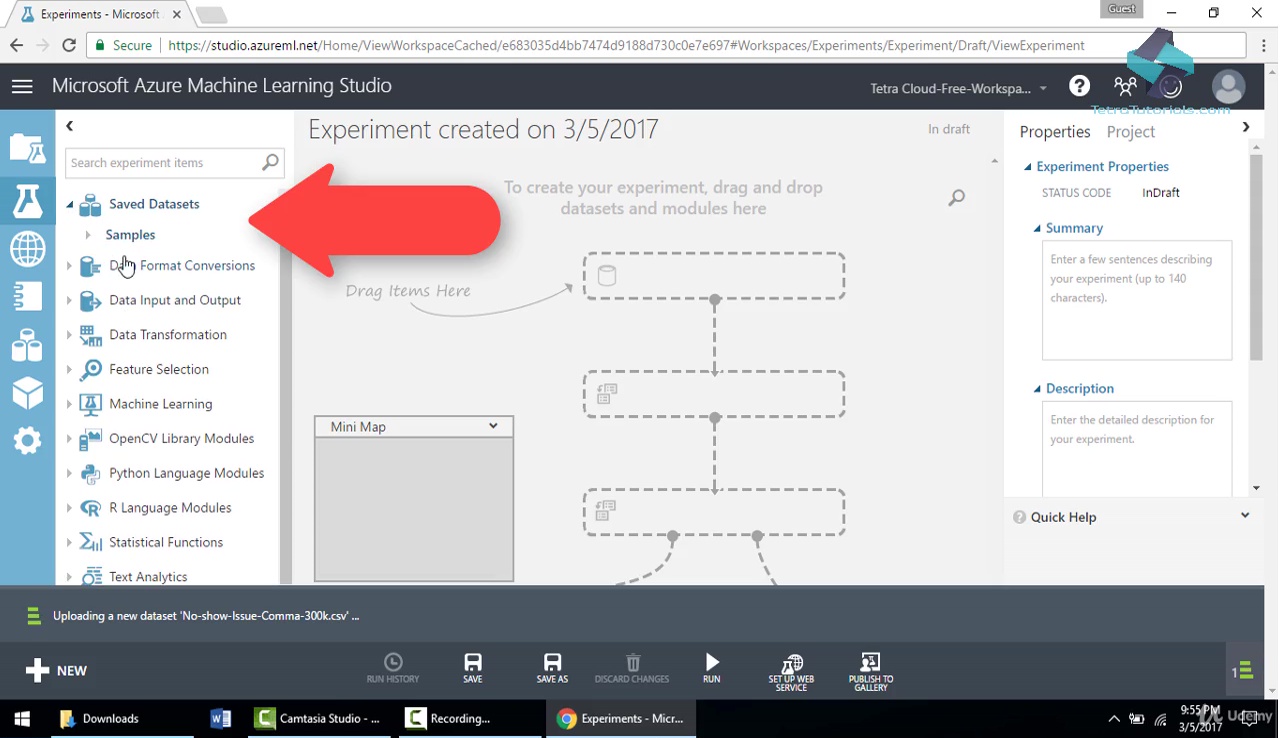 Experiments - Microsoft
Guest
Secure
https://studio.azureml.net/Home/ViewWorkspaceCached/e683035d4bb7474d9188d730c0e7e697#Workspaces/Experiments/Experiment/Draft/ViewExperiment
Microsoft Azure Machine Learning Studio
Tetra Cloud-Free-Workspa...
?
TetraTutorials.com
Search experiment items
Saved Datasets
Samples
Format Conversions
Data Input and Output
Data Transformation
Feature Selection
Machine Learning
OpenCV Library Modules
Python Language Modules
R Language Modules
Statistical Functions
Text Analytics
Experiment created on 3/5/2017
In draft
To create your experiment, drag and drop
datasets and modules here
Drag Items Here
Mini Map
Properties
Project
Experiment Properties
STATUS CODE
InDraft
Summary
Enter a few sentences describing
your experiment (up to 140
characters).
Description
Enter the detailed description for
your experiment.
Quick Help
Uploading a new dataset 'No-show-Issue-Comma-300k.csv' ...
NEW
RUN HISTORY
SAVE
SAVE AS
DISCARD CHANGES
RUN
SET UP WEB
SERVICE
PUBLISH TO
GALLERY
1
Downloads
Camtasia Studio - ...
Recording...
Experiments - Micr...
9:55 PM
3/5/2017
Udemy